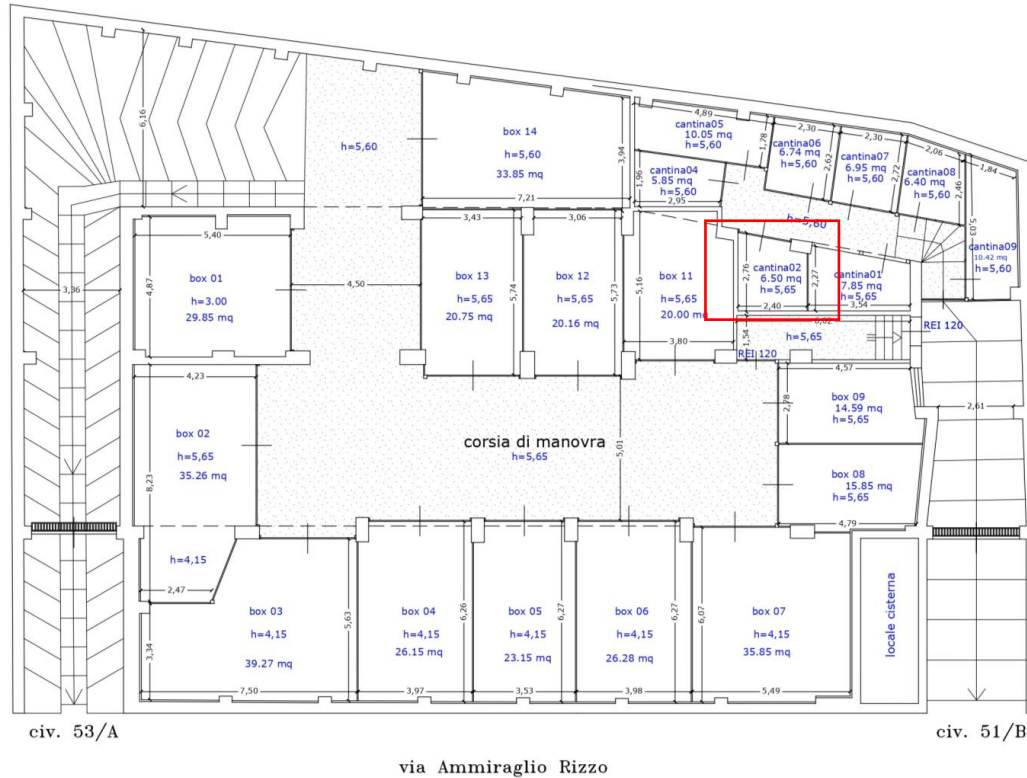 6,16
h=5,60
box 14
h=5,60
33.85 mq
7,21
3,94
4,89
cantina05
10.05 mq
h=5,60
1,78
cantina04
5.85 mq
h=5,60
1,96
2,95
2,30
cantina06
6.74 mq
h=5,60
2,62
2,30
cantina07
6.95 mq
h=5,60
2,72
2,06
cantina08
6.40 mq
h=5,60
2,46
1,84
5,03
cantina09
10.42 mq
h=5,60
h=5,60
3,36
5,40
4,87
box 01
h=3.00
29.85 mq
4,50
3,43
box 13
h=5,65
20.75 mq
5,74
3,06
box 12
h=5,65
20.16 mq
5,73
5,16
box 11
h=5,65
20.00 mq
3,80
2,76
cantina02
6.50 mq
h=5,65
2,40
2,27
cantina01
7.85 mq
h=5,65
3,54
1,54
h=5,65
REI 120
REI 120
4,23
box 02
h=5,65
35.26 mq
8,23
corsia di manovra
h=5,65
5,01
4,57
2,78
box 09
14.59 mq
h=5,65
box 08
15.85 mq
h=5,65
4,79
2,61
h=4,15
2,47
3,34
box 03
h=4,15
39.27 mq
5,63
7,50
box 04
h=4,15
26.15 mq
6,26
3,97
box 05
h=4,15
23.15 mq
6,27
3,53
box 06
h=4,15
26.28 mq
6,27
3,98
6,07
box 07
h=4,15
35.85 mq
5,49
locale cisterna
civ. 53/A
civ. 51/B
via Ammiraglio Rizzo